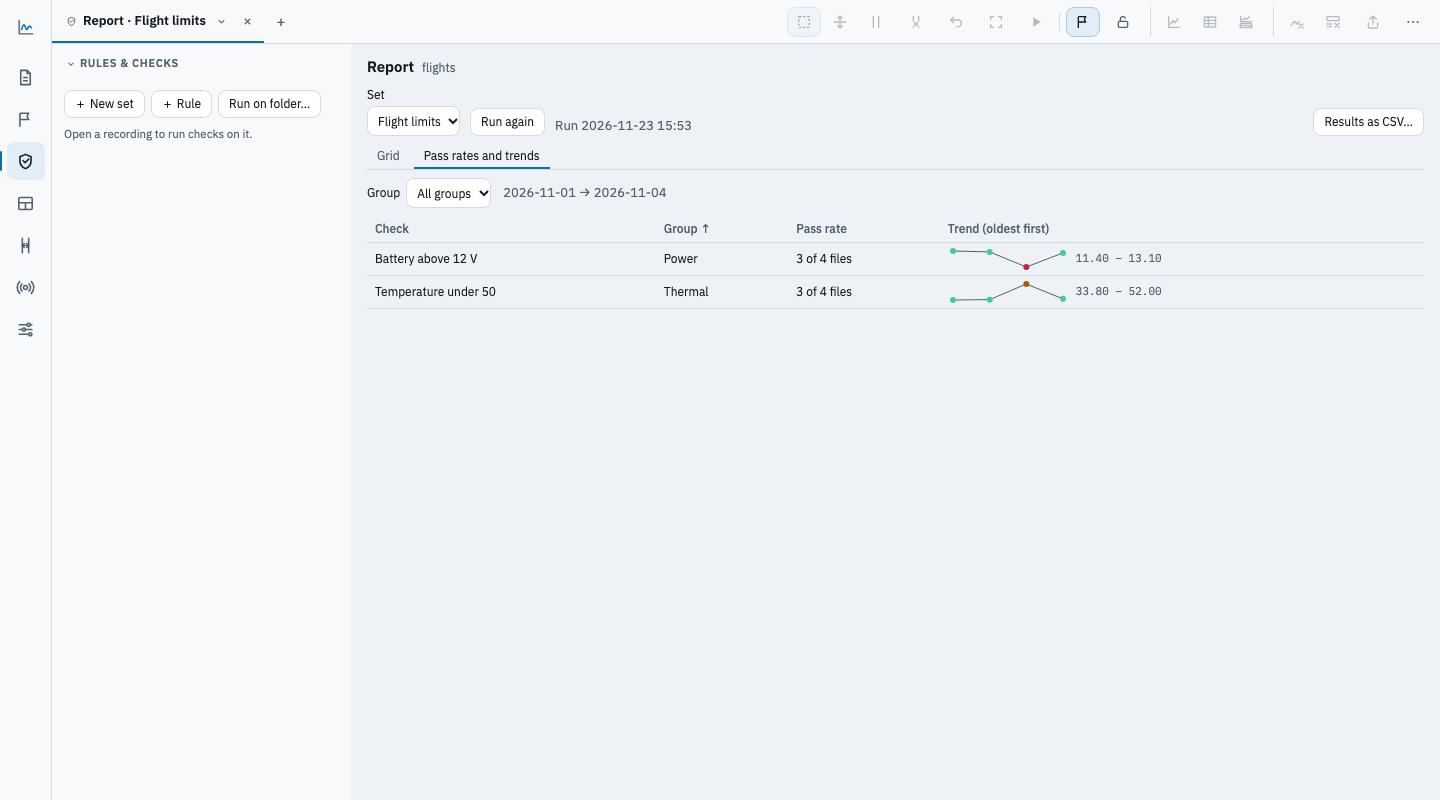 Report · Flight limits
RULES & CHECKS
+ New set
+ Rule
Run on folder...
Open a recording to run checks on it.
Report flights
Set
Flight limits
Run again
Run 2026-11-23 15:53
Results as CSV...
Grid
Pass rates and trends
Group
All groups
2026-11-01 → 2026-11-04
Check Group ↑ Pass rate Trend (oldest first)
Battery above 12 V Power 3 of 4 files 11.40 – 13.10
Temperature under 50 Thermal 3 of 4 files 33.80 – 52.00